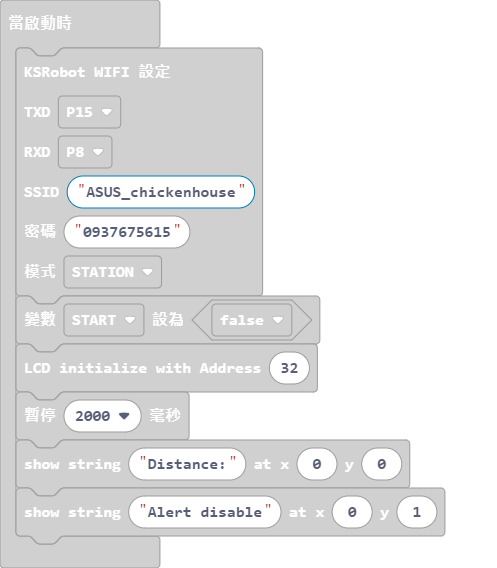 當啟動時
KSRobot WIFI 設定
TXD P15
RXD P8
SSID "ASUS_chickenhouse"
密碼 "0937675615"
模式 STATION
變數 START 設為 false
LCD initialize with Address 32
暫停 2000 毫秒
show string "Distance:" at x 0 y 0
show string "Alert disable" at x 0 y 1